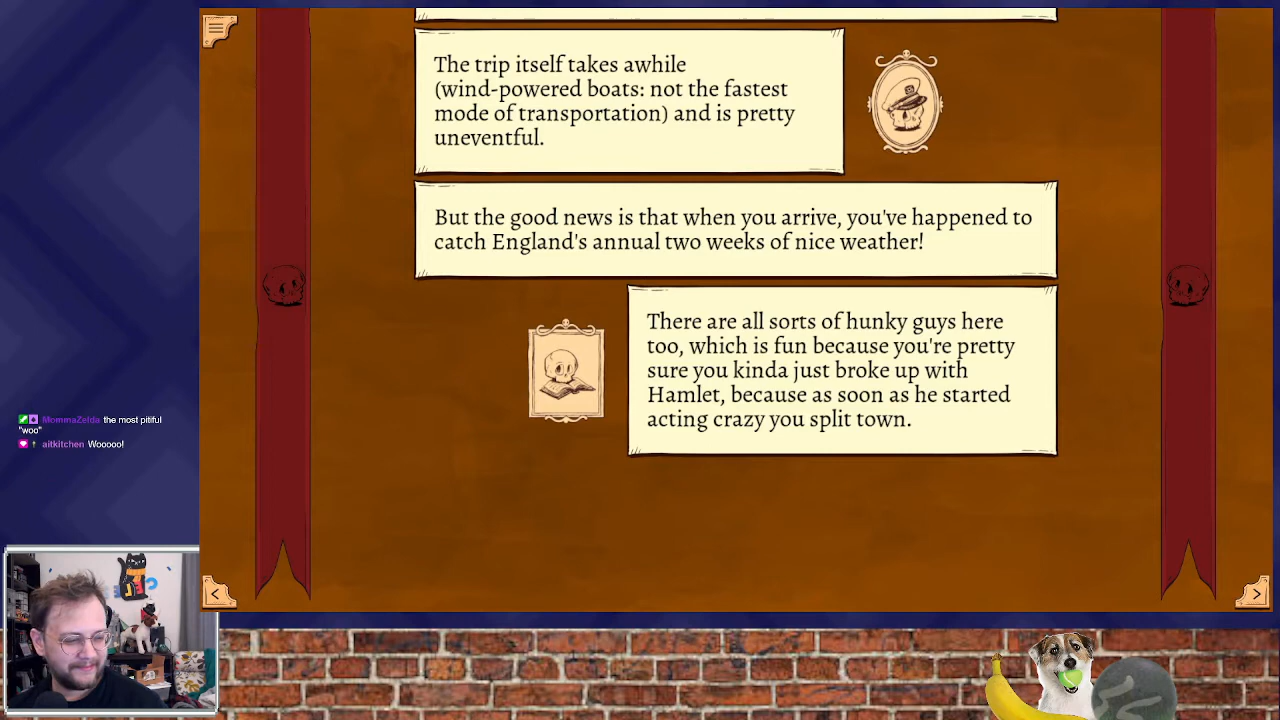 The trip itself takes awhile
(wind-powered boats: not the fastest
mode of transportation) and is pretty
uneventful.
But the good news is that when you arrive, you've happened to
catch England's annual two weeks of nice weather!
There are all sorts of hunky guys here
too, which is fun because you're pretty
sure you kinda just broke up with
Hamlet, because as soon as he started
acting crazy you split town.
MommaZelda the most pitiful
"woo"
aitkitchen Wooooo!